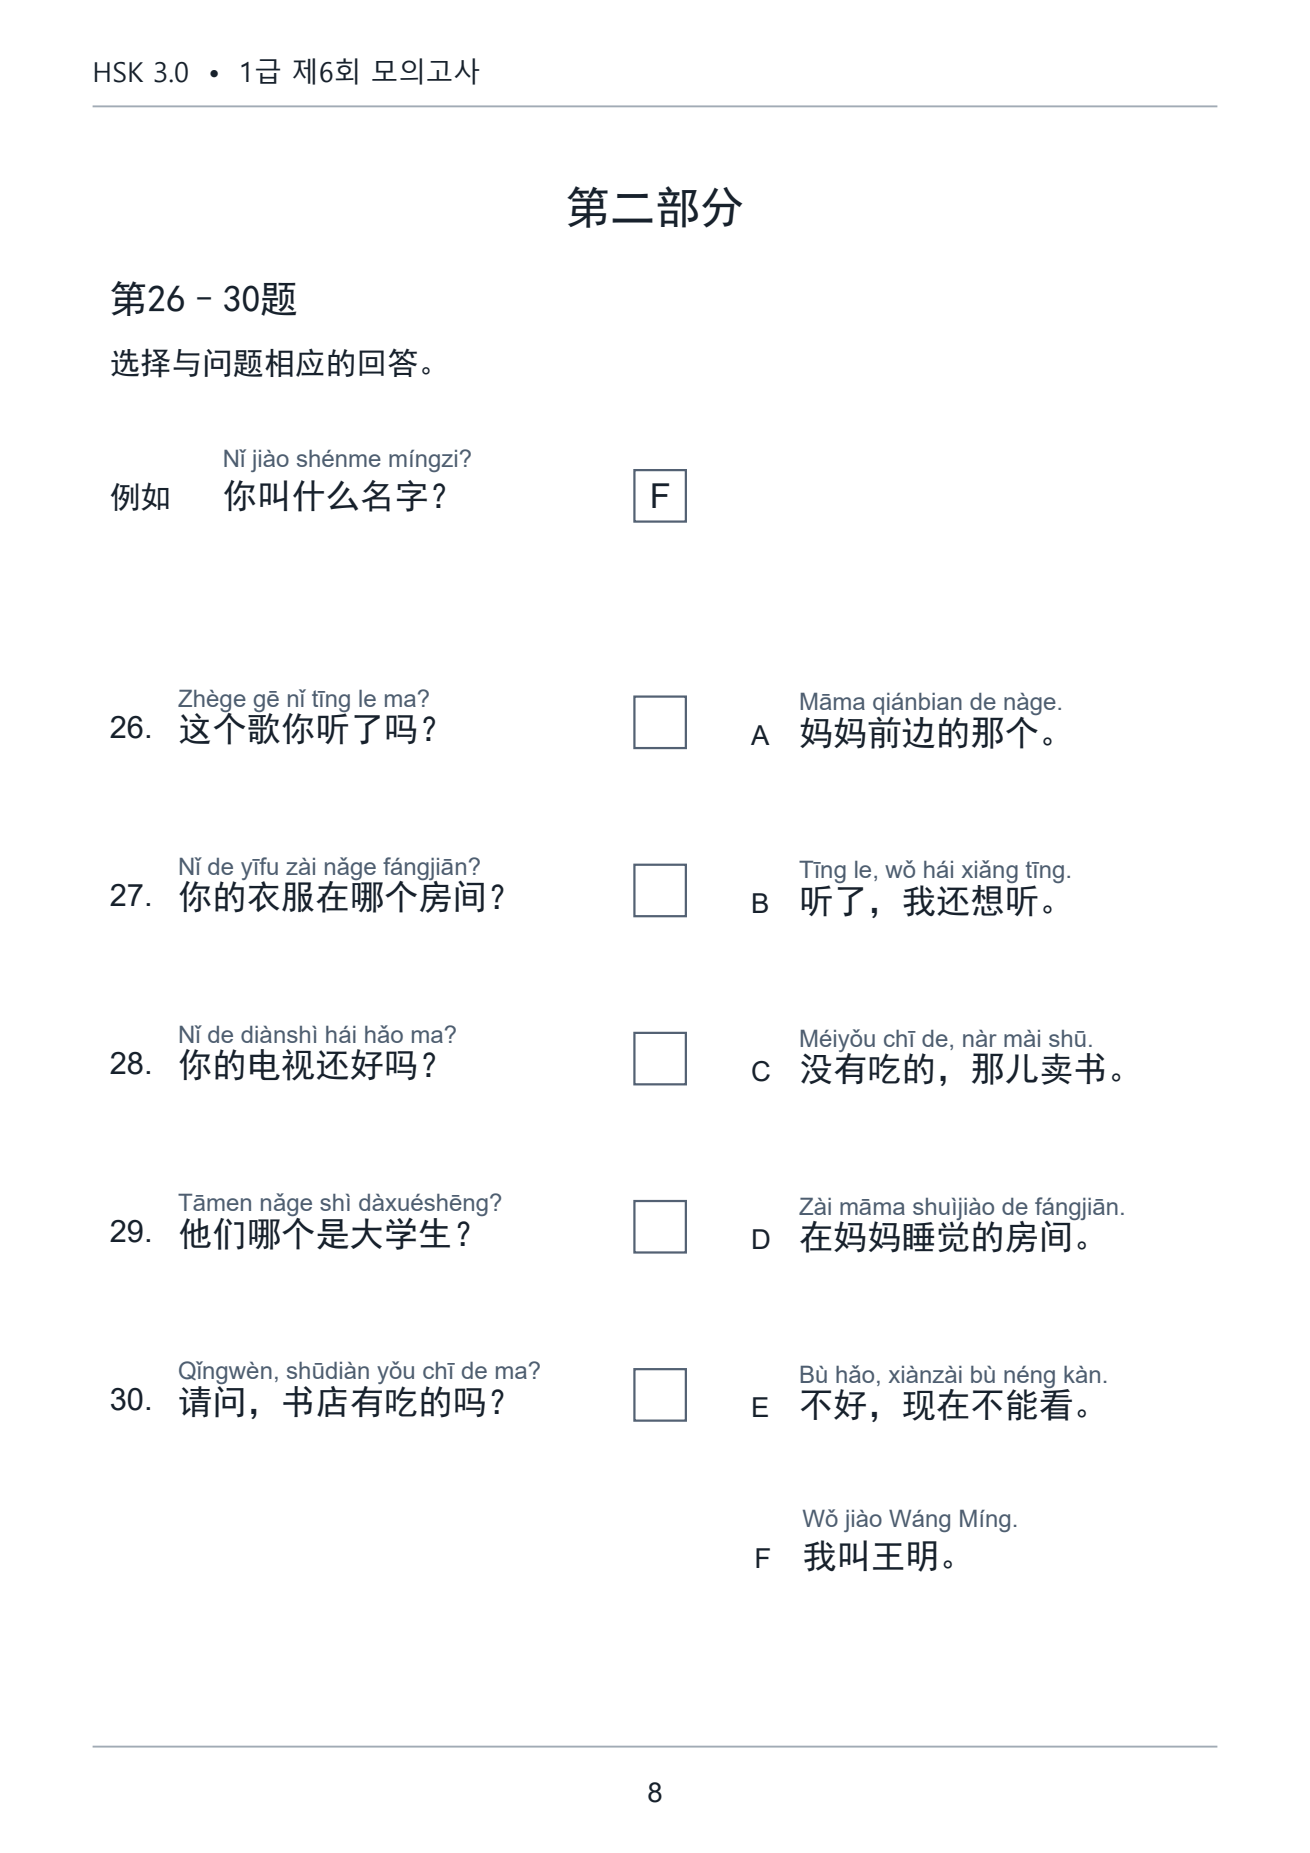 HSK 3.0 • 1급 제6회 모의고사
第二部分
第26－30题
选择与问题相应的回答。
Nǐ jiào shénme míngzi?
例如 你叫什么名字？ F
Zhège gē nǐ tīng le ma?
26. 这个歌你听了吗？
Māma qiánbian de nàge.
A 妈妈前边的那个。
Nǐ de yīfu zài nǎge fángjiān?
27. 你的衣服在哪个房间？
Tīng le, wǒ hái xiǎng tīng.
B 听了，我还想听。
Nǐ de diànshì hái hǎo ma?
28. 你的电视还好吗？
Méiyǒu chī de, nàr mài shū.
C 没有吃的，那儿卖书。
Tāmen nǎge shì dàxuéshēng?
29. 他们哪个是大学生？
Zài māma shuìjiào de fángjiān.
D 在妈妈睡觉的房间。
Qǐngwèn, shūdiàn yǒu chī de ma?
30. 请问，书店有吃的吗？
Bù hǎo, xiànzài bù néng kàn.
E 不好，现在不能看。
Wǒ jiào Wáng Míng.
F 我叫王明。
8